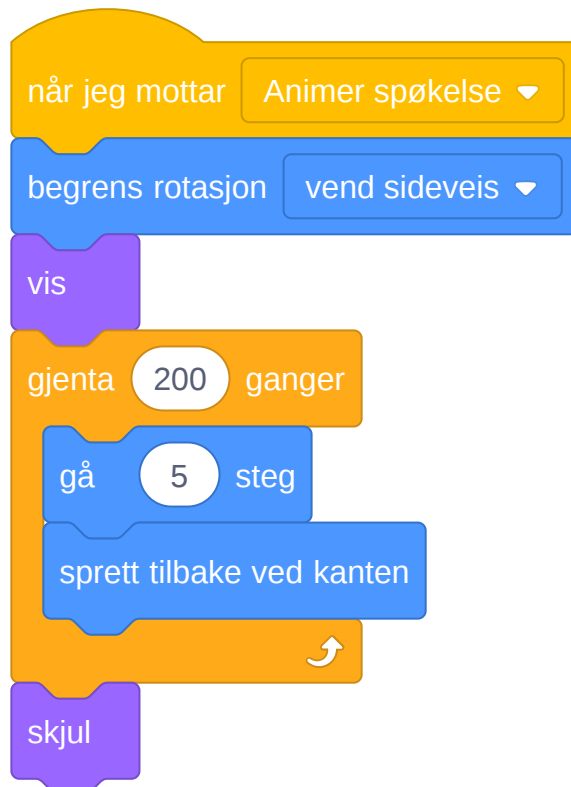 når jeg mottar Animer spøkelse
begrens rotasjon vend sideveis
vis
gjenta 200 ganger
gå 5 steg
sprett tilbake ved kanten
skjul